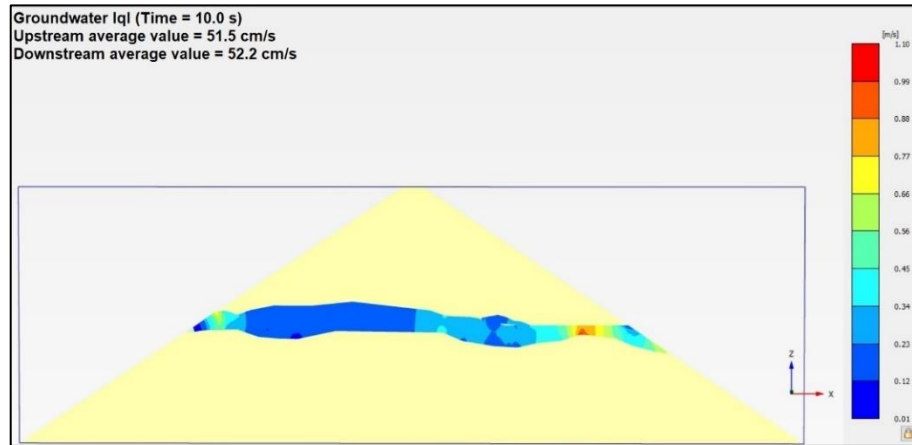 Groundwater lql (Time = 10.0 s)
Upstream average value = 51.5 cm/s
Downstream average value = 52.2 cm/s
[m/s]
1.10
0.99
0.88
0.77
0.66
0.56
0.45
0.34
0.23
0.12
0.01
Z
X